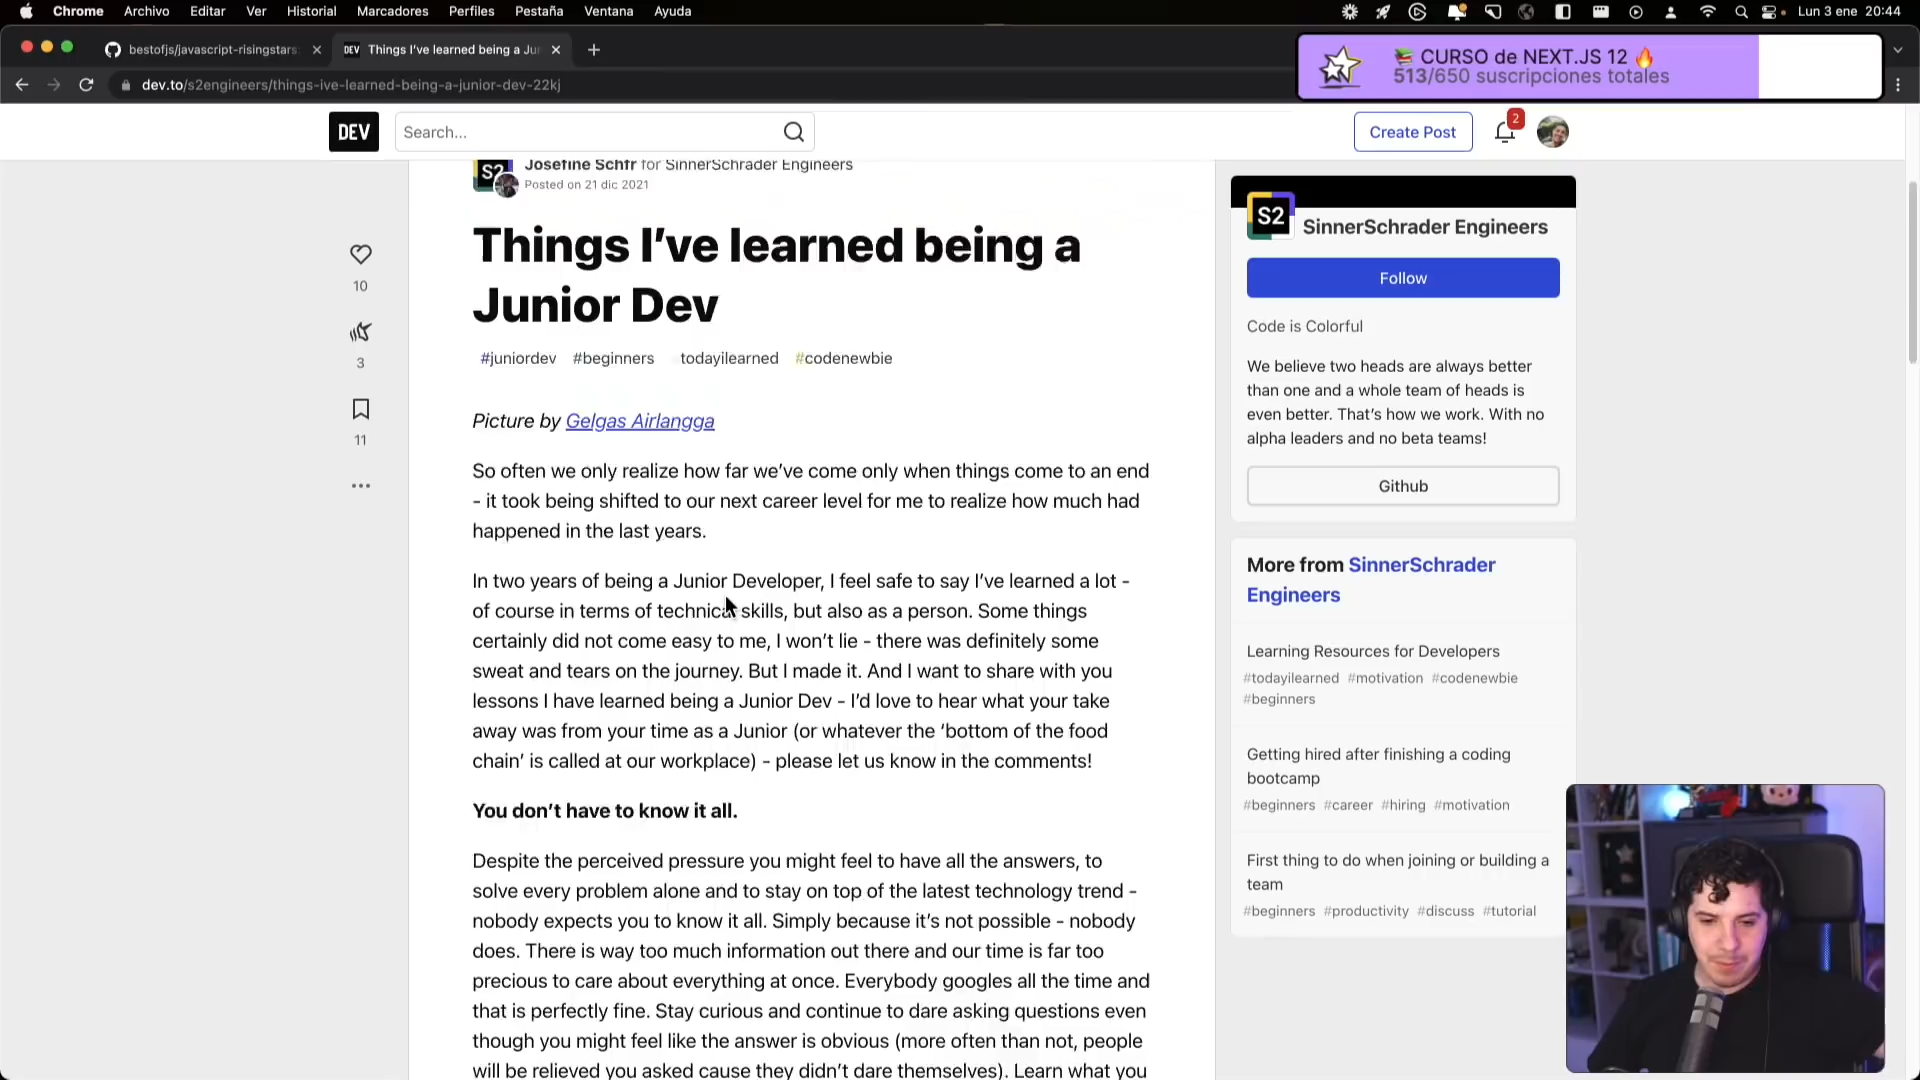 Chrome Archivo Editar Ver Historial Marcadores Perfiles Pestaña Ventana Ayuda
Lun 3 ene 20:44
bestofjs/javascript-risingstars
DEV Things I've learned being a Ju
CURSO de NEXT.JS 12
513/650 suscripciones totales
dev.to/s2engineers/things-ive-learned-being-a-junior-dev-22kj
DEV
Search...
Create Post
2
S2
Josefine Schfr for SinnerSchrader Engineers
Posted on 21 dic 2021
Things I've learned being a
Junior Dev
#juniordev #beginners todayilearned #codenewbie
10
3
11
Picture by Gelgas Airlangga
So often we only realize how far we've come only when things come to an end
- it took being shifted to our next career level for me to realize how much had
happened in the last years.
In two years of being a Junior Developer, I feel safe to say I've learned a lot -
of course in terms of technical skills, but also as a person. Some things
certainly did not come easy to me, I won't lie - there was definitely some
sweat and tears on the journey. But I made it. And I want to share with you
lessons I have learned being a Junior Dev - I'd love to hear what your take
away was from your time as a Junior (or whatever the ‘bottom of the food
chain’ is called at our workplace) - please let us know in the comments!
You don't have to know it all.
Despite the perceived pressure you might feel to have all the answers, to
solve every problem alone and to stay on top of the latest technology trend -
nobody expects you to know it all. Simply because it's not possible - nobody
does. There is way too much information out there and our time is far too
precious to care about everything at once. Everybody googles all the time and
that is perfectly fine. Stay curious and continue to dare asking questions even
though you might feel like the answer is obvious (more often than not, people
will be relieved you asked cause they didn't dare themselves). Learn what you
S2
SinnerSchrader Engineers
Follow
Code is Colorful
We believe two heads are always better
than one and a whole team of heads is
even better. That's how we work. With no
alpha leaders and no beta teams!
Github
More from SinnerSchrader
Engineers
Learning Resources for Developers
#todayilearned #motivation #codenewbie
#beginners
Getting hired after finishing a coding
bootcamp
#beginners #career #hiring #motivation
First thing to do when joining or building a
team
#beginners #productivity #discuss #tutorial